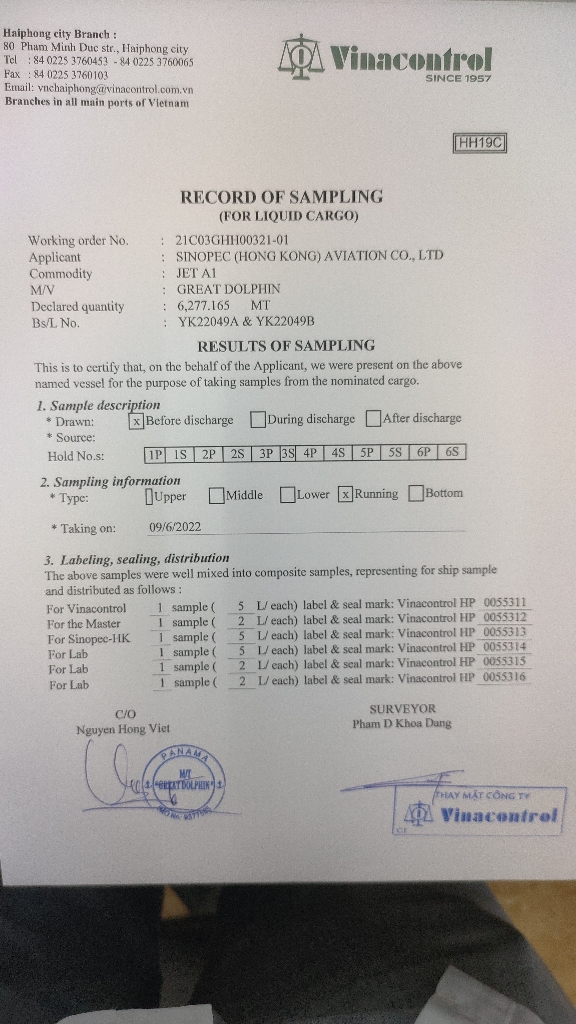 Haiphong city Branch :
80 Pham Minh Duc str., Haiphong city
Tel : 84 0225 3760453 - 84 0225 3760065
Fax : 84 0225 3760103
Email: vnchaiphong@vinacontrol.com.vn
Branches in all main ports of Vietnam
Vinacontrol
SINCE 1957
HH19C
RECORD OF SAMPLING
(FOR LIQUID CARGO)
Working order No. : 21C03GHH00321-01
Applicant : SINOPEC (HONG KONG) AVIATION CO., LTD
Commodity : JET A1
M/V : GREAT DOLPHIN
Declared quantity : 6,277.165 MT
Bs/L No. : YK22049A & YK22049B
RESULTS OF SAMPLING
This is to certify that, on the behalf of the Applicant, we were present on the above
named vessel for the purpose of taking samples from the nominated cargo.
1. Sample description
* Drawn: x Before discharge During discharge After discharge
* Source:
Hold No.s: 1P 1S 2P 2S 3P 3S 4P 4S 5P 5S 6P 6S
2. Sampling information
* Type: Upper Middle Lower x Running Bottom
* Taking on: 09/6/2022
3. Labeling, sealing, distribution
The above samples were well mixed into composite samples, representing for ship sample
and distributed as follows :
For Vinacontrol 1 sample ( 5 L/ each) label & seal mark: Vinacontrol HP 0055311
For the Master 1 sample ( 2 L/ each) label & seal mark: Vinacontrol HP 0055312
For Sinopec-HK 1 sample ( 5 L/ each) label & seal mark: Vinacontrol HP 0055313
For Lab 1 sample ( 5 L/ each) label & seal mark: Vinacontrol HP 0055314
For Lab 1 sample ( 2 L/ each) label & seal mark: Vinacontrol HP 0055315
For Lab 1 sample ( 2 L/ each) label & seal mark: Vinacontrol HP 0055316
C/O
Nguyen Hong Viet
SURVEYOR
Pham D Khoa Dang
PANAMA
M/T
"GREAT DOLPHIN"
THAY MẶT CÔNG TY
Vinacontrol